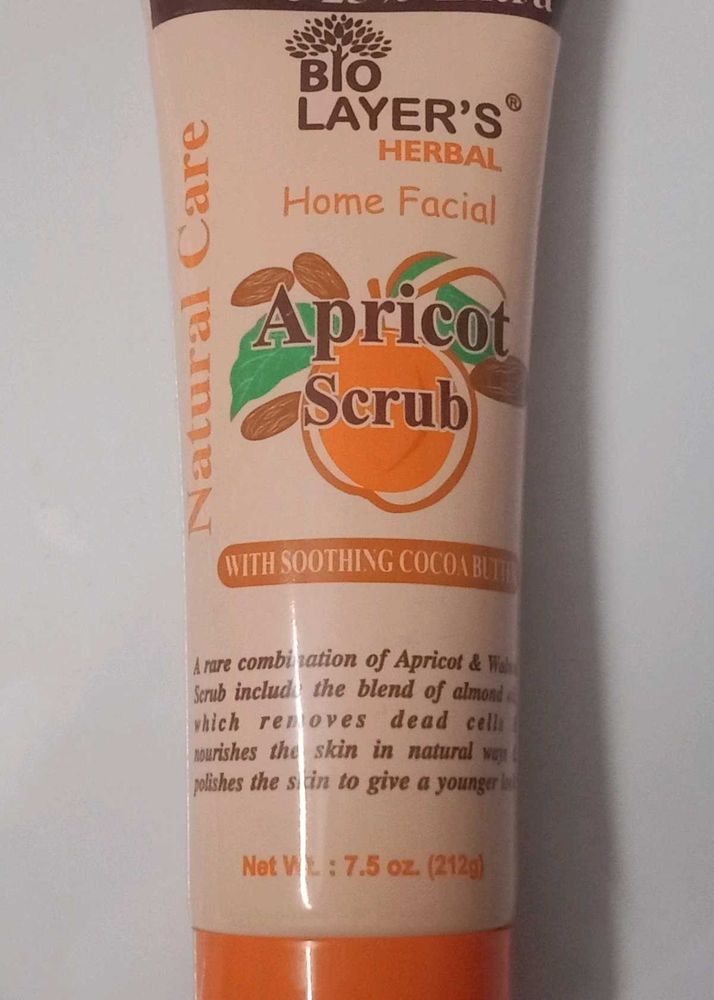 25%
BIO
LAYER'S®
HERBAL
Home Facial
Natural Care
Apricot
Scrub
WITH SOOTHING COCOA
A rare combination of Apricot &
Scrub include the blend of almond
which removes dead cells
nourishes the skin in natural
polishes the skin to give a younger
Net Wt. : 7.5 oz. (212g)